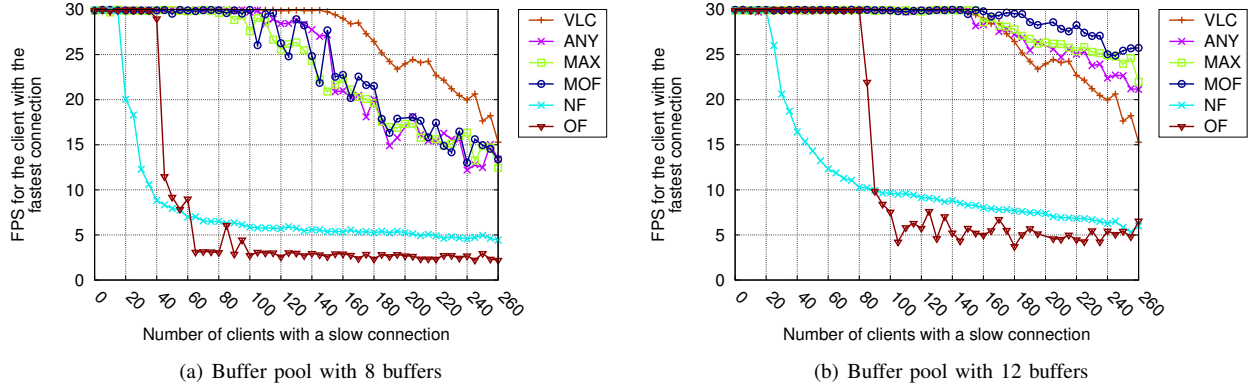 FPS for the client with the
fastest connection
30
25
20
15
10
5
0
0
20
40
60
80
100
120
140
160
180
200
220
240
260
Number of clients with a slow connection
VLC
ANY
MAX
MOF
NF
OF
(a) Buffer pool with 8 buffers
FPS for the client with the
fastest connection
30
25
20
15
10
5
0
0
20
40
60
80
100
120
140
160
180
200
220
240
260
Number of clients with a slow connection
VLC
ANY
MAX
MOF
NF
OF
(b) Buffer pool with 12 buffers